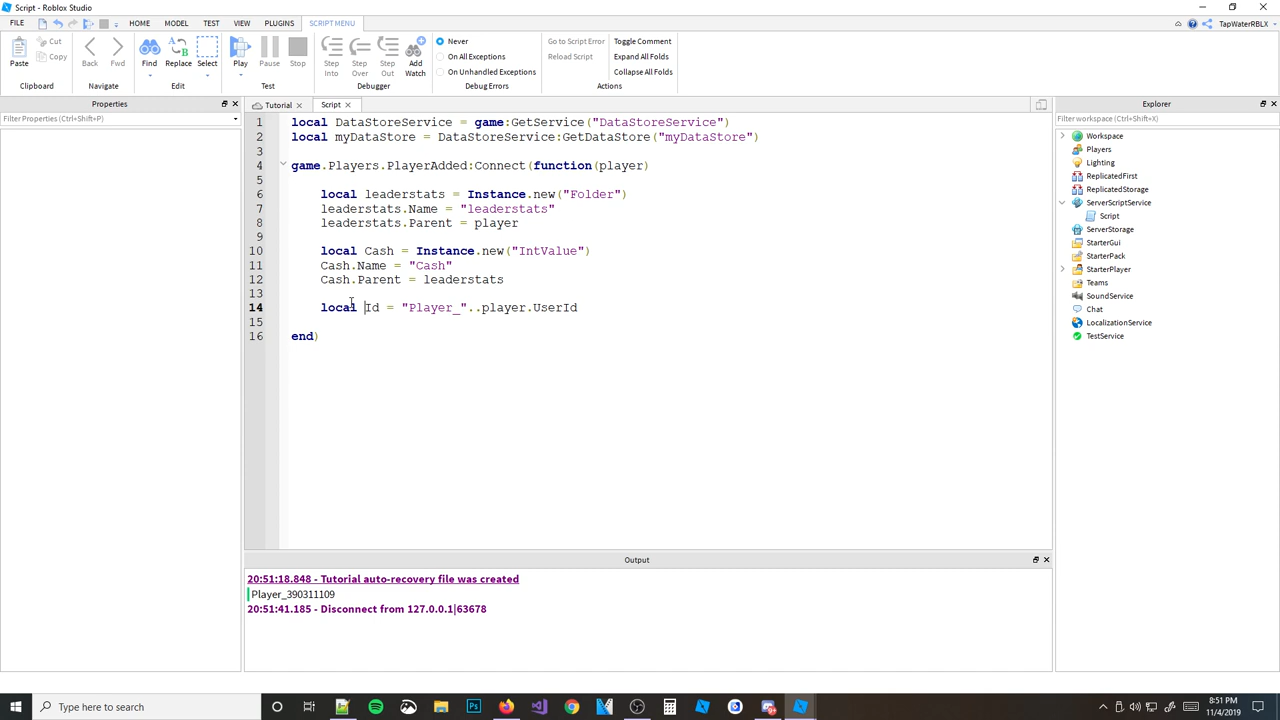 Script - Roblox Studio
FILE HOME MODEL TEST VIEW PLUGINS SCRIPT MENU TapWaterRBLX
Paste Cut Copy Back Fwd Find Replace Select Play Pause Stop Step Into Step Over Step Out Add Watch Never On All Exceptions On Unhandled Exceptions Go to Script Error Reload Script Toggle Comment Expand All Folds Collapse All Folds
Clipboard Navigate Edit Debugger Debug Errors Actions
Properties
Filter Properties (Ctrl+Shift+P)
Tutorial Script
1 local DataStoreService = game:GetService("DataStoreService")
2 local myDataStore = DataStoreService:GetDataStore("myDataStore")
3
4 game.Players.PlayerAdded:Connect(function(player)
5
6 local leaderstats = Instance.new("Folder")
7 leaderstats.Name = "leaderstats"
8 leaderstats.Parent = player
9
10 local Cash = Instance.new("IntValue")
11 Cash.Name = "Cash"
12 Cash.Parent = leaderstats
13
14 local Id = "Player_"..player.UserId
15
16 end)
Output
20:51:18.848 - Tutorial auto-recovery file was created
Player_390311109
20:51:41.185 - Disconnect from 127.0.0.1|63678
Explorer
Filter workspace (Ctrl+Shift+X)
Workspace
Players
Lighting
ReplicatedFirst
ReplicatedStorage
ServerScriptService
Script
ServerStorage
StarterGui
StarterPack
StarterPlayer
Teams
SoundService
Chat
LocalizationService
TestService
Type here to search
8:51 PM
11/4/2019